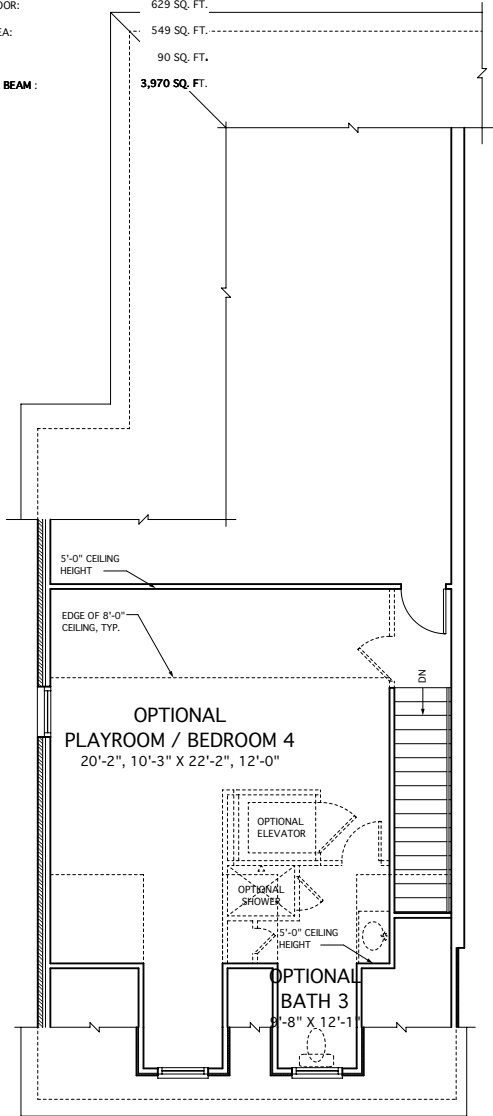 OOR: 629 SQ. FT.
EA: 549 SQ. FT.
90 SQ. FT.
BEAM : 3,970 SQ. FT.
5'-0" CEILING
HEIGHT
EDGE OF 8'-0"
CEILING, TYP.
DN
OPTIONAL
PLAYROOM / BEDROOM 4
20'-2", 10'-3" X 22'-2", 12'-0"
OPTIONAL
ELEVATOR
OPTIONAL
SHOWER
5'-0" CEILING
HEIGHT
OPTIONAL
BATH 3
9'-8" X 12'-1"